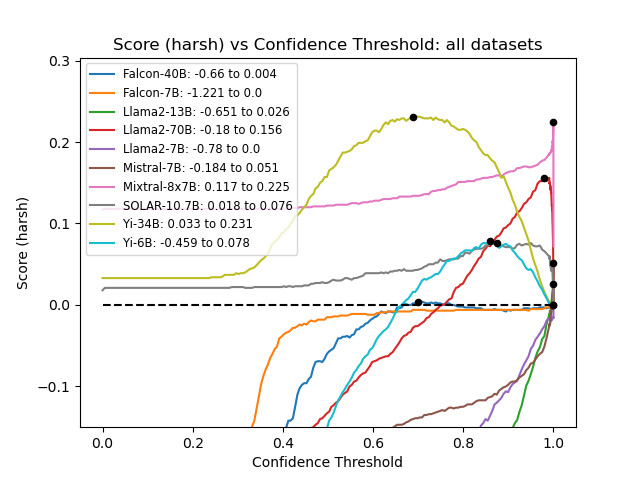 Score (harsh) vs Confidence Threshold: all datasets
Score (harsh)
0.3
0.2
0.1
0.0
−0.1
Falcon-40B: -0.66 to 0.004
Falcon-7B: -1.221 to 0.0
Llama2-13B: -0.651 to 0.026
Llama2-70B: -0.18 to 0.156
Llama2-7B: -0.78 to 0.0
Mistral-7B: -0.184 to 0.051
Mixtral-8x7B: 0.117 to 0.225
SOLAR-10.7B: 0.018 to 0.076
Yi-34B: 0.033 to 0.231
Yi-6B: -0.459 to 0.078
0.0 0.2 0.4 0.6 0.8 1.0
Confidence Threshold